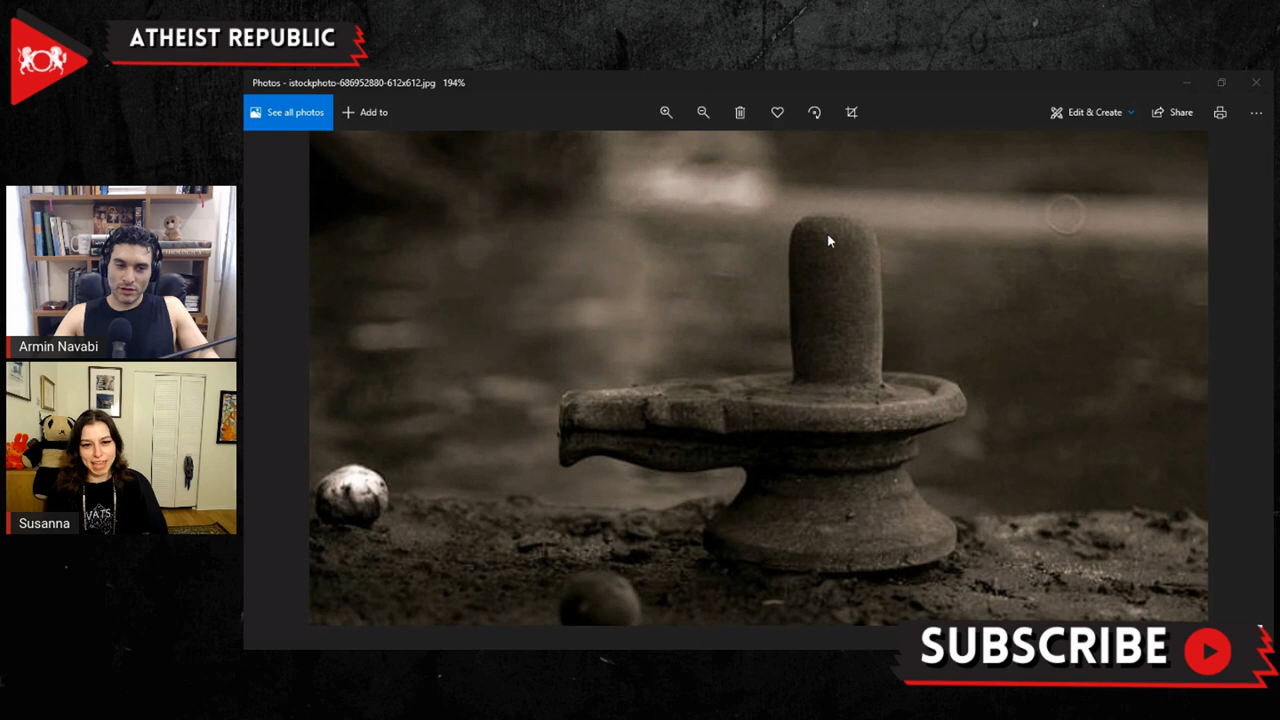 ATHEIST REPUBLIC
Photos - istockphoto-686952880-612x612.jpg 194%
See all photos
Add to
Edit & Create
Share
Armin Navabi
VATS
Susanna
SUBSCRIBE